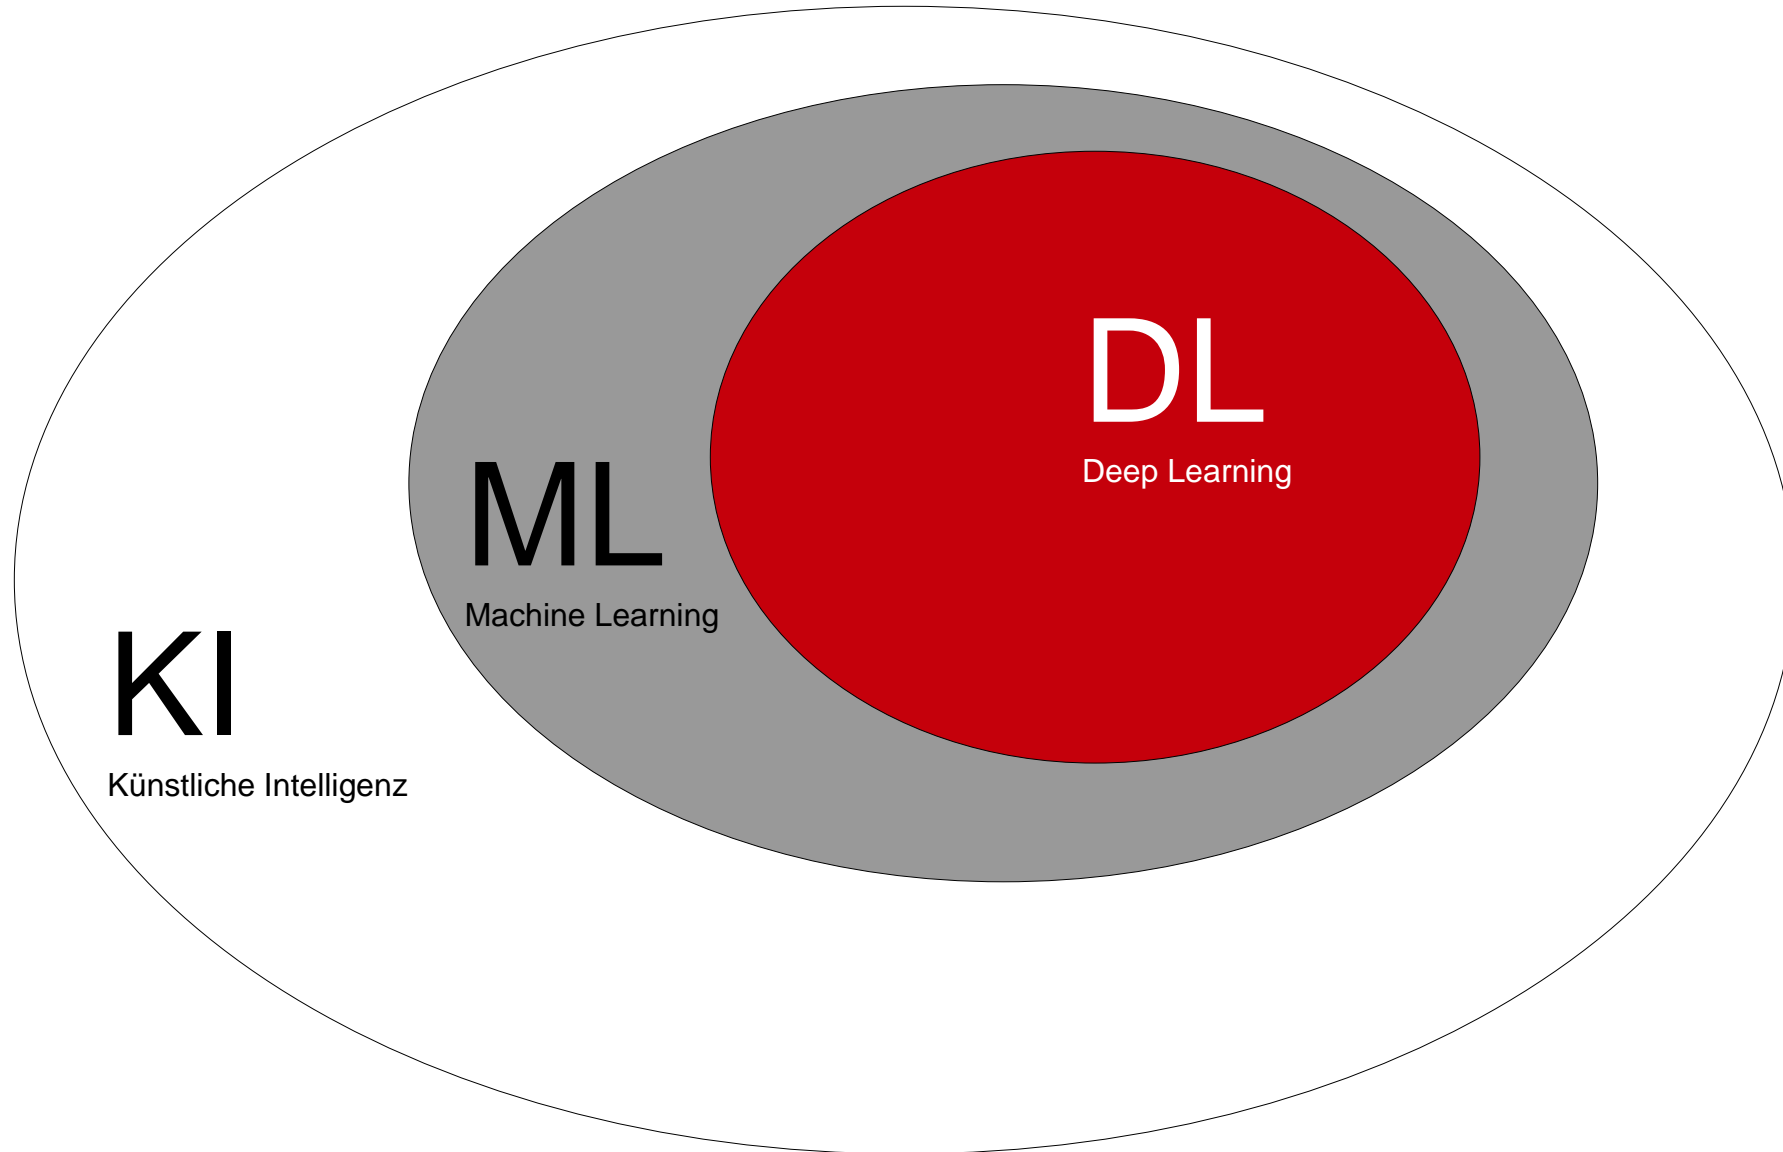 KI
Künstliche Intelligenz
ML
Machine Learning
DL
Deep Learning